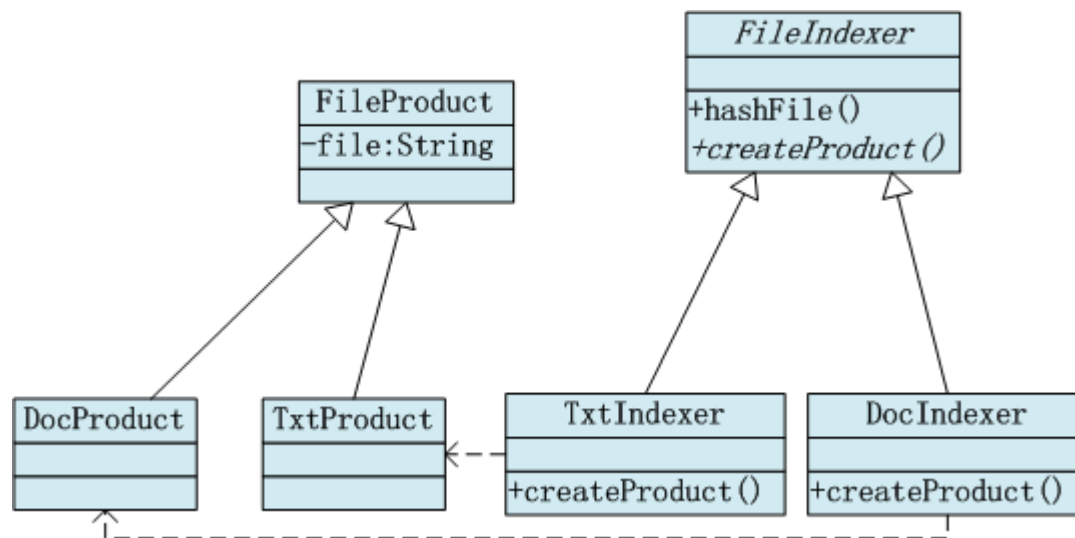 FileIndexer
+hashFile()
+createProduct()
FileProduct
-file:String
DocProduct
TxtProduct
TxtIndexer
+createProduct()
DocIndexer
+createProduct()